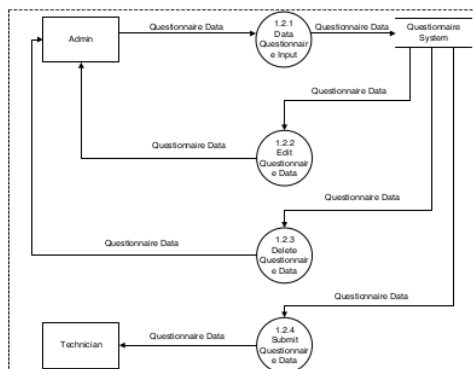 Questionnaire Data
Questionnaire Data
Admin
1.2.1
Data
Questionnair
e Input
Questionnaire
System
Questionnaire Data
1.2.2
Edit
Questionnair
e Data
Questionnaire Data
Questionnaire Data
1.2.3
Delete
Questionnair
e Data
Questionnaire Data
Questionnaire Data
1.2.4
Submit
Questionnair
e Data
Questionnaire Data
Technician